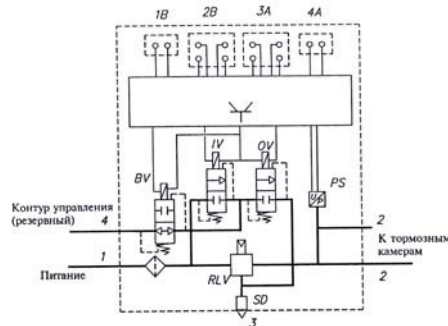 1B 2B 3A 4A
IV OV
BV
PS
Контур управления
(резервный) 4
2
К тормозным
камерам
1
Питание
2
RLV
SD
3